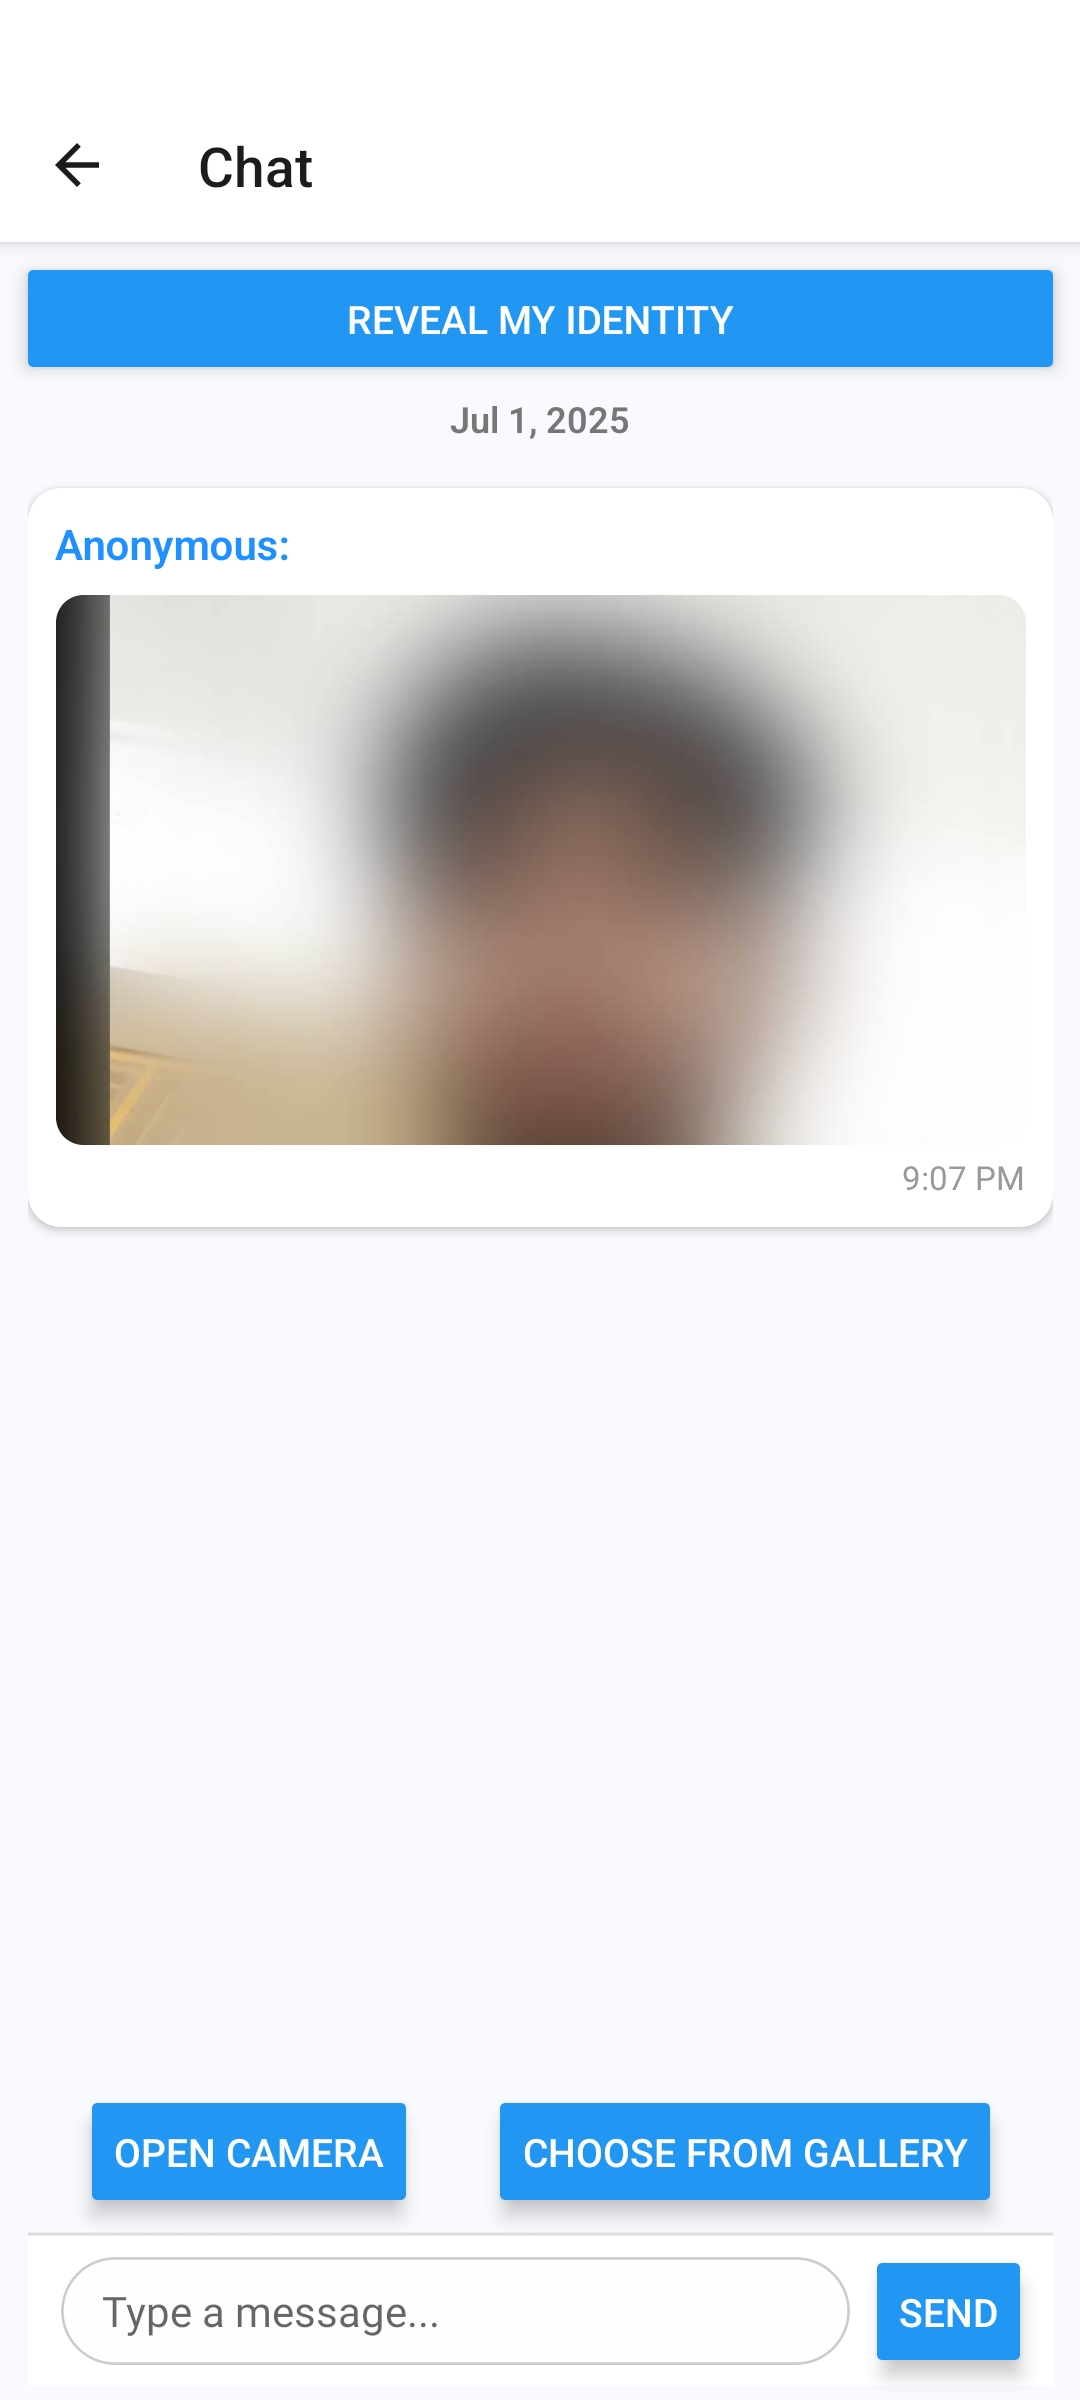 Chat
REVEAL MY IDENTITY
Jul 1, 2025
Anonymous:
9:07 PM
OPEN CAMERA
CHOOSE FROM GALLERY
Type a message...
SEND